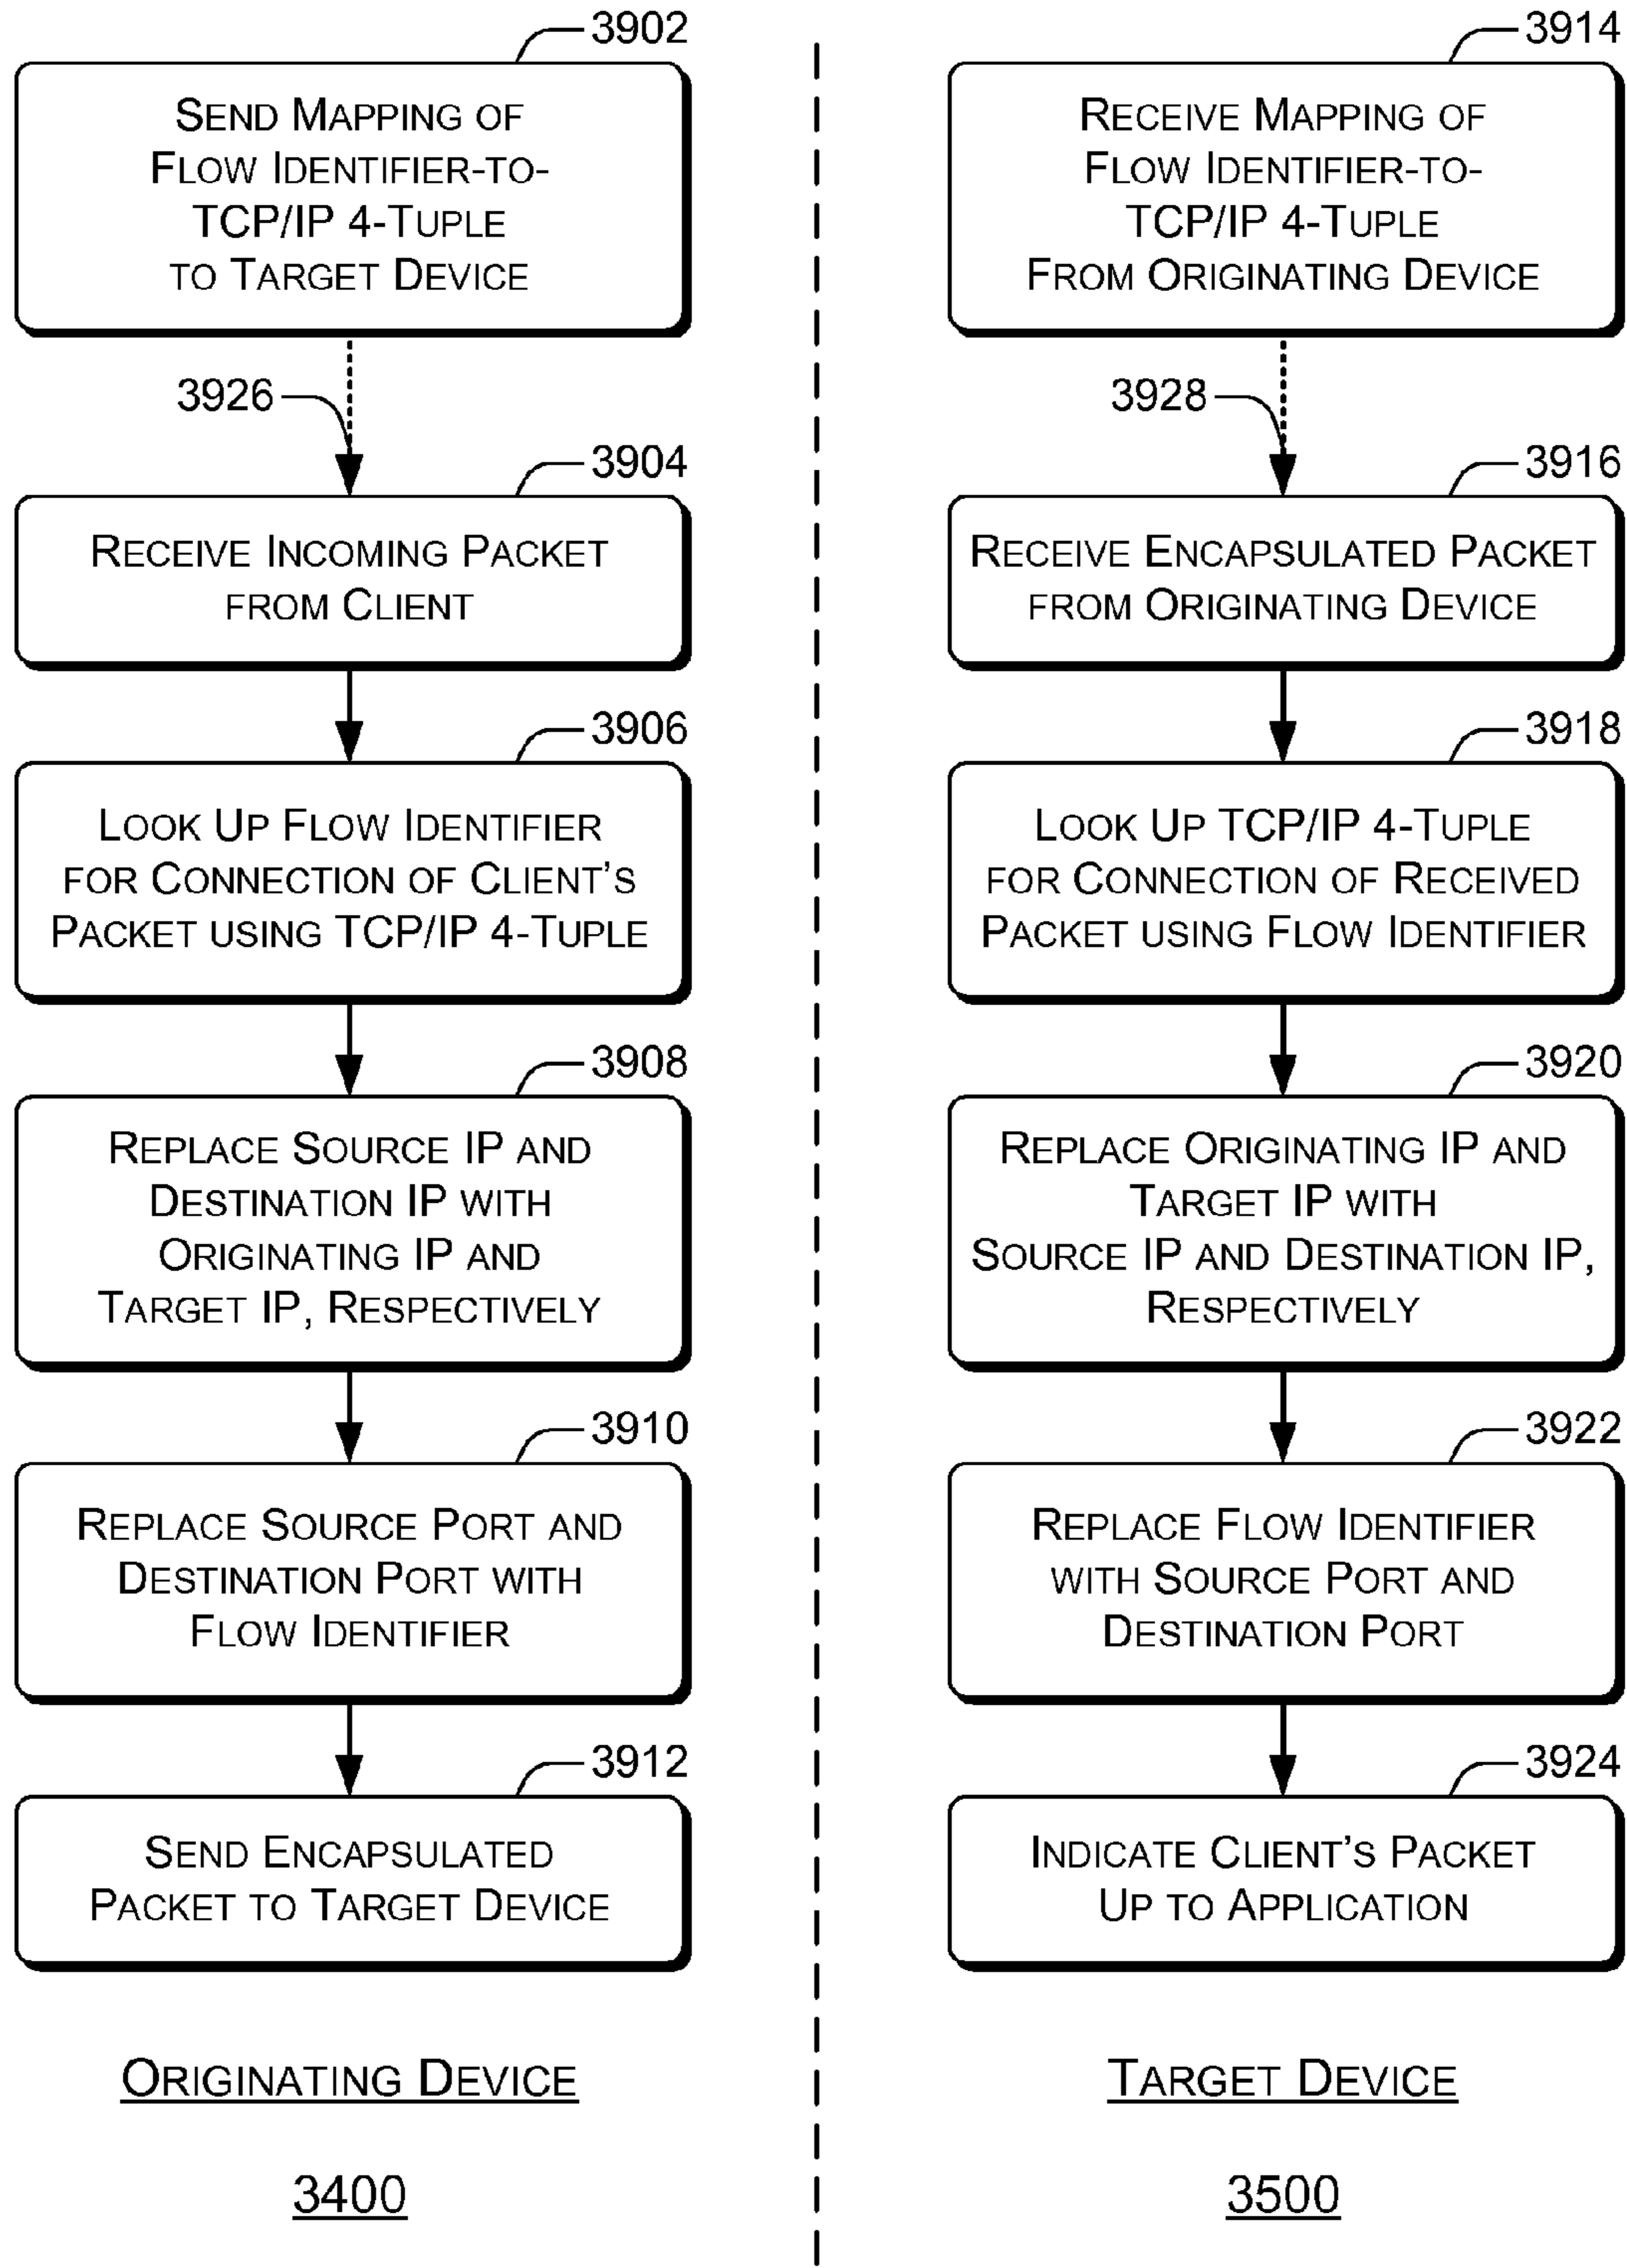 3902
SEND MAPPING OF
FLOW IDENTIFIER-TO-
TCP/IP 4-TUPLE
TO TARGET DEVICE
3926
3904
RECEIVE INCOMING PACKET
FROM CLIENT
3906
LOOK UP FLOW IDENTIFIER
FOR CONNECTION OF CLIENT'S
PACKET USING TCP/IP 4-TUPLE
3908
REPLACE SOURCE IP AND
DESTINATION IP WITH
ORIGINATING IP AND
TARGET IP, RESPECTIVELY
3910
REPLACE SOURCE PORT AND
DESTINATION PORT WITH
FLOW IDENTIFIER
3912
SEND ENCAPSULATED
PACKET TO TARGET DEVICE
ORIGINATING DEVICE
3400
3914
RECEIVE MAPPING OF
FLOW IDENTIFIER-TO-
TCP/IP 4-TUPLE
FROM ORIGINATING DEVICE
3928
3916
RECEIVE ENCAPSULATED PACKET
FROM ORIGINATING DEVICE
3918
LOOK UP TCP/IP 4-TUPLE
FOR CONNECTION OF RECEIVED
PACKET USING FLOW IDENTIFIER
3920
REPLACE ORIGINATING IP AND
TARGET IP WITH
SOURCE IP AND DESTINATION IP,
RESPECTIVELY
3922
REPLACE FLOW IDENTIFIER
WITH SOURCE PORT AND
DESTINATION PORT
3924
INDICATE CLIENT'S PACKET
UP TO APPLICATION
TARGET DEVICE
3500